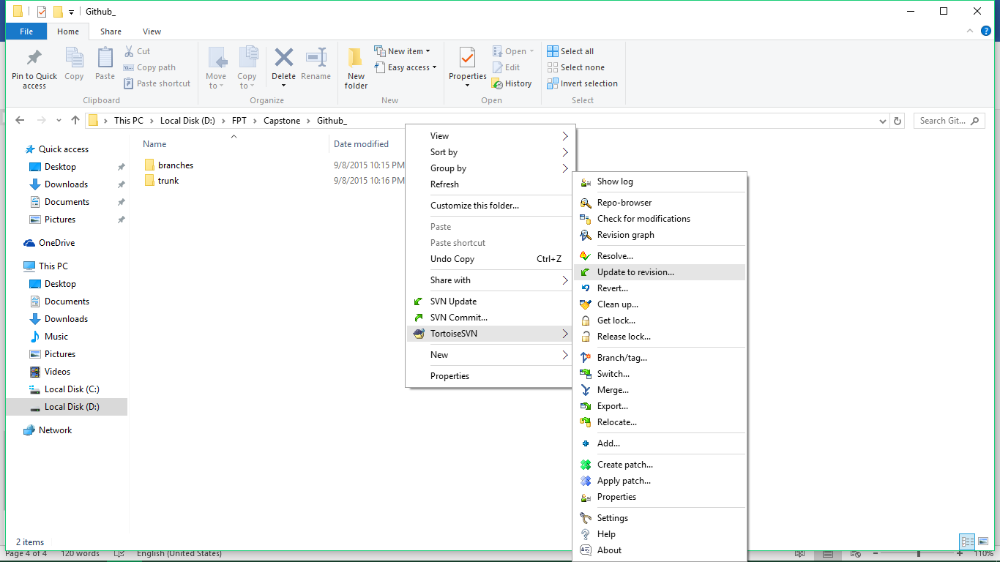 Github_
File Home Share View
Pin to Quick access
Copy
Paste
Cut
Copy path
Paste shortcut
Clipboard
Move to
Copy to
Delete
Rename
Organize
New folder
New item
Easy access
New
Properties
Open
Edit
History
Open
Select all
Select none
Invert selection
Select
This PC Local Disk (D:) FPT Capstone Github_
Search Git...
Quick access
Desktop
Downloads
Documents
Pictures
OneDrive
This PC
Desktop
Documents
Downloads
Music
Pictures
Videos
Local Disk (C:)
Local Disk (D:)
Network
Name Date modified
branches 9/8/2015 10:15 PM
trunk 9/8/2015 10:16 PM
View
Sort by
Group by
Refresh
Customize this folder...
Paste
Paste shortcut
Undo Copy Ctrl+Z
Share with
SVN Update
SVN Commit...
TortoiseSVN
New
Properties
Show log
Repo-browser
Check for modifications
Revision graph
Resolve...
Update to revision...
Revert...
Clean up...
Get lock...
Release lock...
Branch/tag...
Switch...
Merge...
Export...
Relocate...
Add...
Create patch...
Apply patch...
Properties
Settings
Help
About
2 items
Page 4 of 4 120 words English (United States) 110%